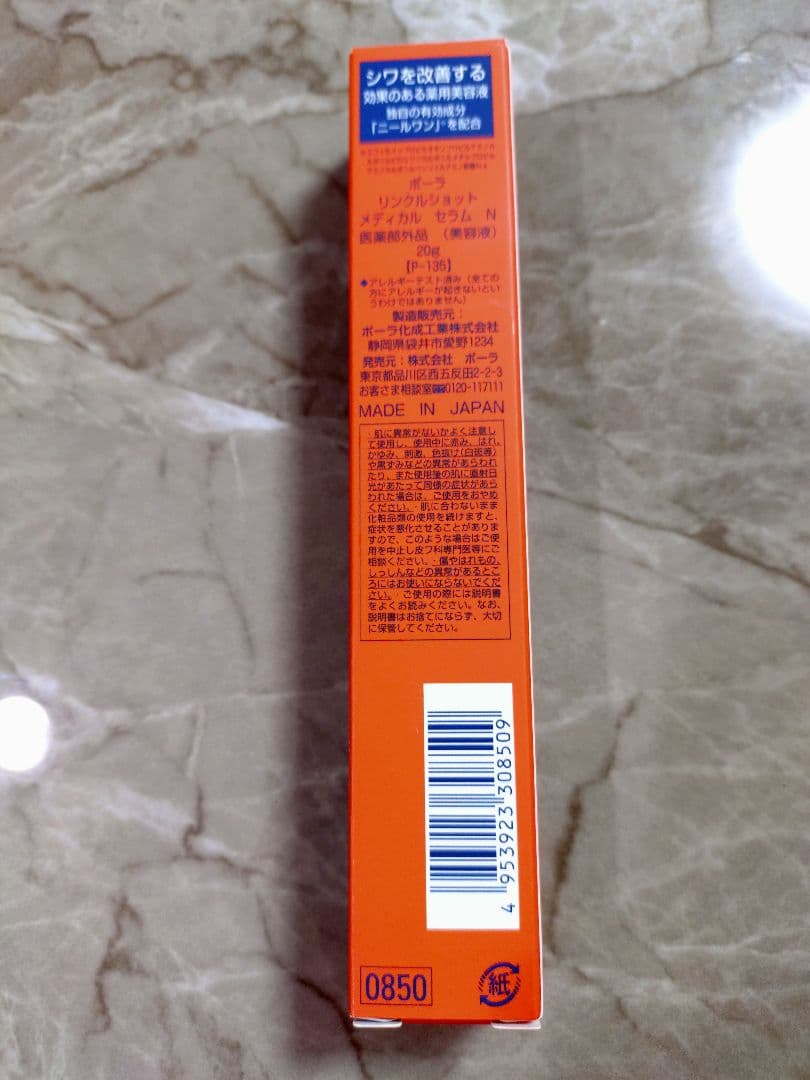 シワを改善する
効果のある薬用美容液
独自の有効成分
「ニールワン」を配合
ポーラ
リンクルショット
メディカル セラム N
医薬部外品 (美容液)
20g
【P-135】
◆アレルギーテスト済み(全ての
方にアレルギーが起きないとい
うわけではありません)
製造販売元：
ポーラ化成工業株式会社
静岡県袋井市愛野1234
発売元：株式会社 ポーラ
東京都品川区西五反田2-2-3
お客さま相談室0120-117111
MADE IN JAPAN
・肌に異常がないかよく注意し
て使用し、使用中に赤み、はれ、
かゆみ、刺激、色抜け(白斑等)
や黒ずみなどの異常があらわれ
たり、また使用後の肌に直射日
光があたって同様の症状があら
われた場合は、ご使用をおやめ
ください。・肌に合わないまま
化粧品類の使用を続けますと、
症状を悪化させることがありま
すので、このような場合はご使
用を中止し皮フ科専門医等にご
相談ください。・傷やはれもの、
しっしんなどの異常があるとこ
ろにはお使いにならないでくだ
さい。・ご使用の際には説明書
をよくお読みください。なお、
説明書はお捨てにならず、大切
に保管してください。
4 953923 308509
0850
紙